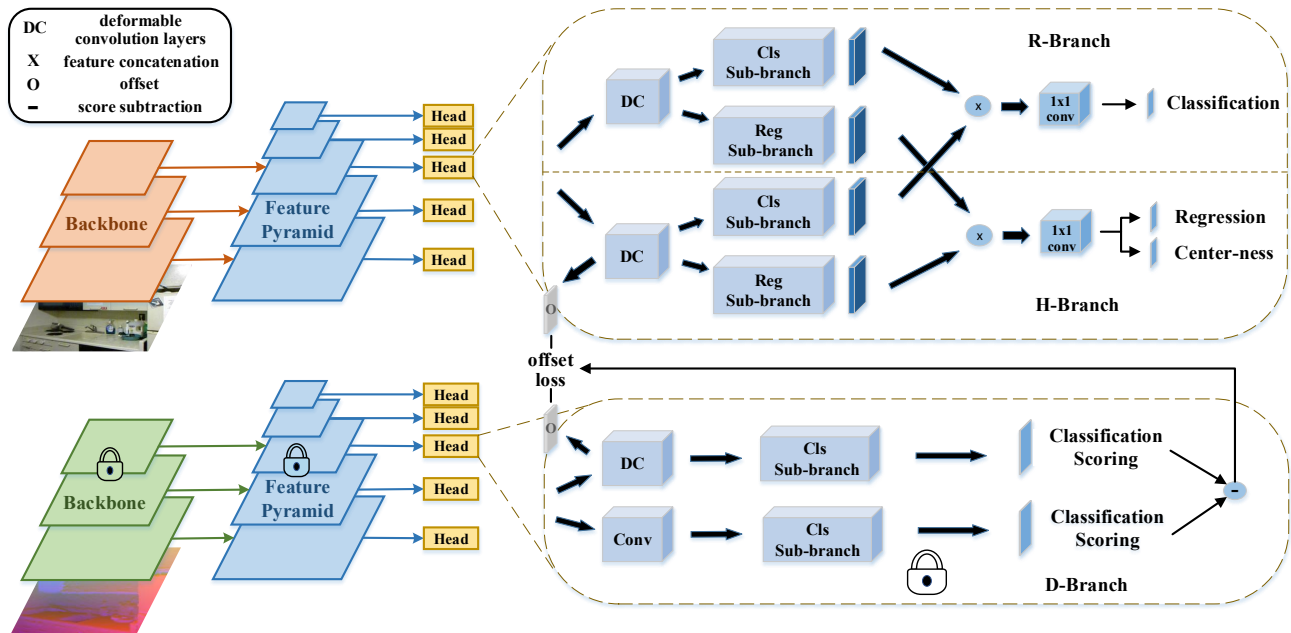 DC deformable
convolution layers
X feature concatenation
O offset
- score subtraction
Backbone
Feature
Pyramid
Head
Head
Head
Head
Head
DC
Cls
Sub-branch
Reg
Sub-branch
R-Branch
x
1x1
conv
Classification
DC
Cls
Sub-branch
Reg
Sub-branch
x
1x1
conv
Regression
Center-ness
H-Branch
O
offset
loss
O
Backbone
Feature
Pyramid
Head
Head
Head
Head
Head
DC
Cls
Sub-branch
Classification
Scoring
-
Conv
Cls
Sub-branch
Classification
Scoring
D-Branch